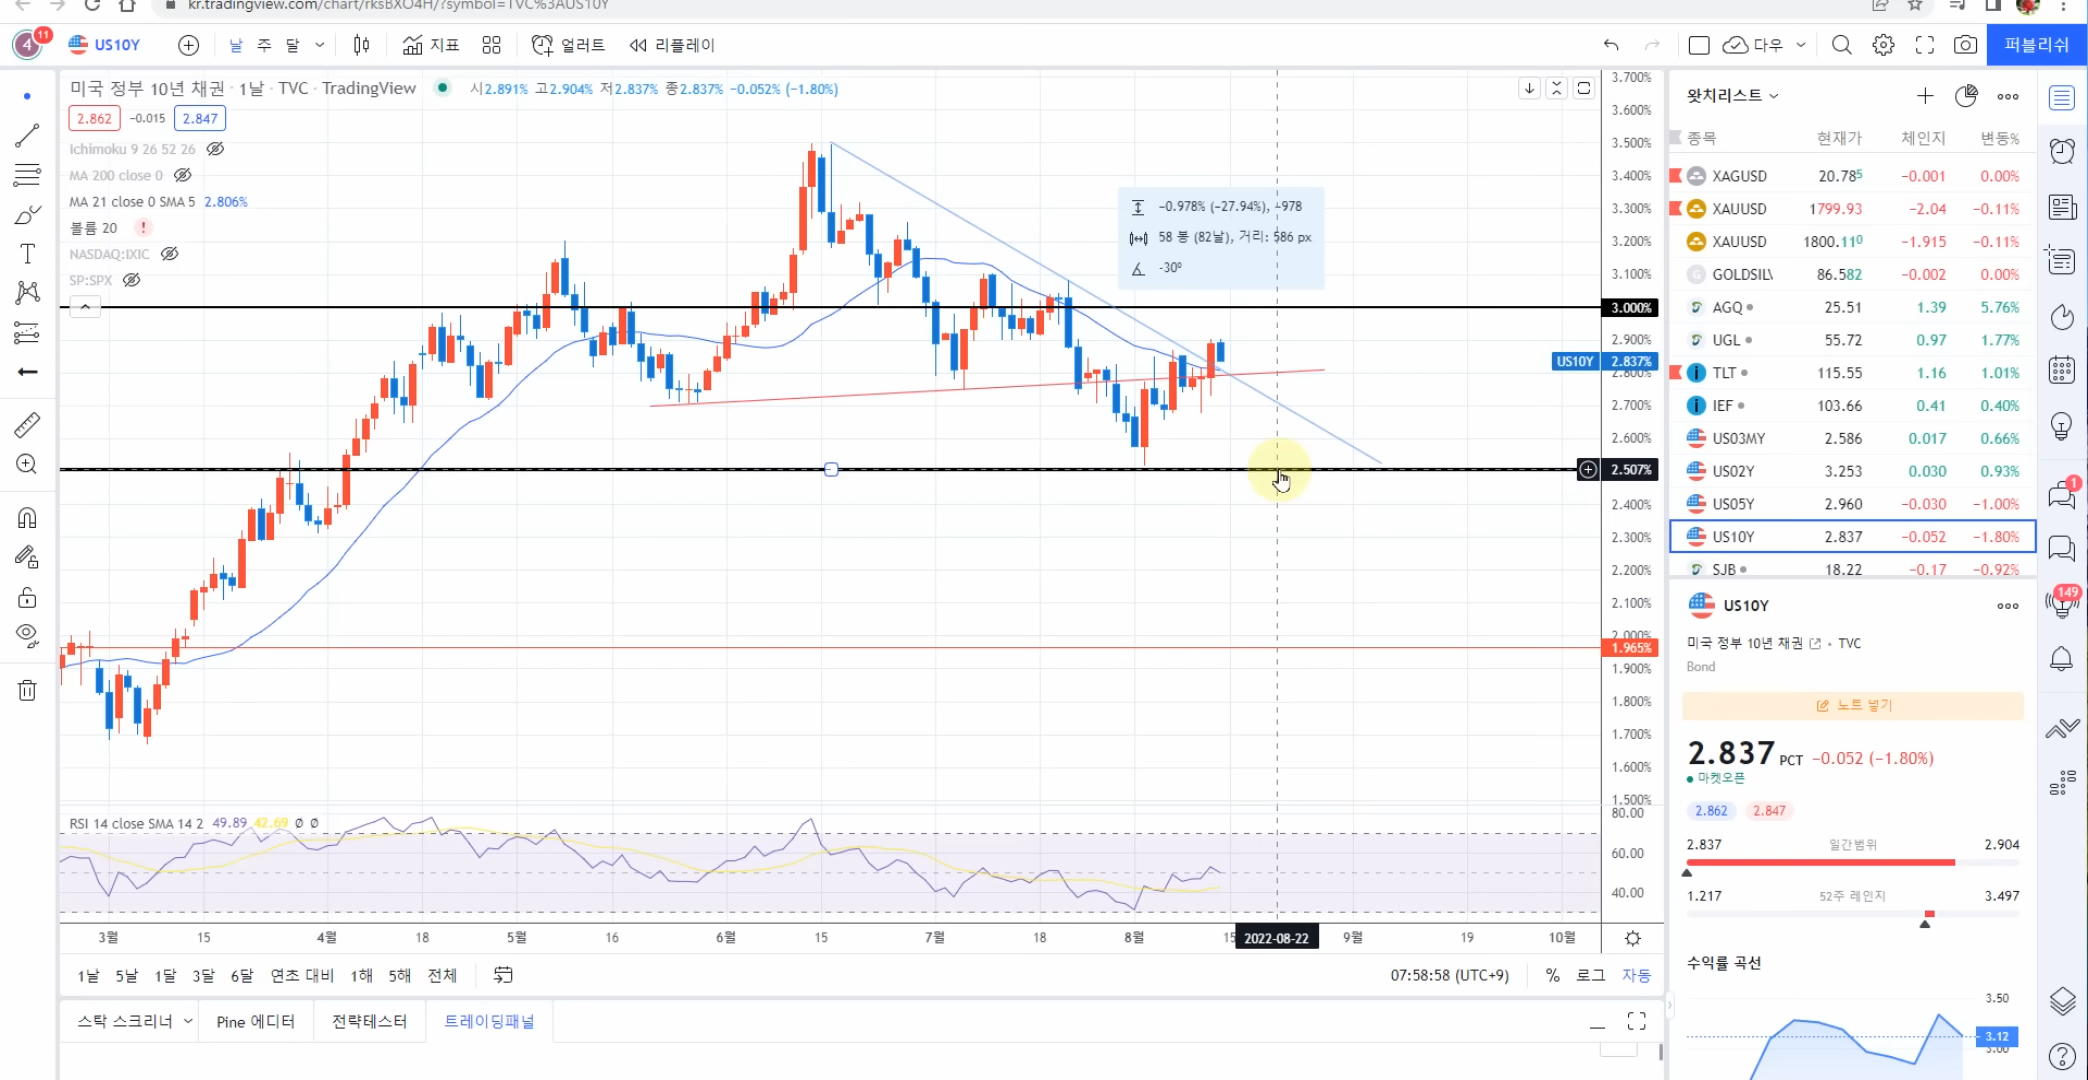 kr.tradingview.com/chart/rksBXO4H/?symbol=TVC%3AUS10Y
4 11 US10Y 날 주 달 지표 얼러트 리플레이 다우 퍼블리쉬
미국 정부 10년 채권 · 1날 · TVC · TradingView 시2.891% 고2.904% 저2.837% 종2.837% −0.052% (−1.80%)
2.862 −0.015 2.847
Ichimoku 9 26 52 26
MA 200 close 0
MA 21 close 0 SMA 5 2.806%
볼륨 20 !
NASDAQ:IXIC
SP:SPX
−0.978% (−27.94%), −978
58 봉 (82날), 거리: 586 px
-30º
3.700%
3.600%
3.500%
3.400%
3.300%
3.200%
3.100%
3.000%
2.900%
US10Y 2.837%
2.800%
2.700%
2.600%
2.507%
2.400%
2.300%
2.200%
2.100%
2.000%
1.965%
1.900%
1.800%
1.700%
1.600%
1.500%
RSI 14 close SMA 14 2 49.89 42.69 Ø Ø
80.00
60.00
40.00
3월 15 4월 18 5월 16 6월 15 7월 18 8월 15 2022-08-22 9월 19 10월
1날 5날 1달 3달 6달 연초 대비 1해 5해 전체 07:58:58 (UTC+9) % 로그 자동
스탁 스크리너 Pine 에디터 전략테스터 트레이딩패널
왓치리스트
종목 현재가 체인지 변동%
XAGUSD 20.785 −0.001 0.00%
XAUUSD 1799.93 −2.04 −0.11%
XAUUSD 1800.110 −1.915 −0.11%
G GOLDSIL\ 86.582 −0.002 0.00%
AGQ 25.51 1.39 5.76%
UGL 55.72 0.97 1.77%
TLT 115.55 1.16 1.01%
IEF 103.66 0.41 0.40%
US03MY 2.586 0.017 0.66%
US02Y 3.253 0.030 0.93%
US05Y 2.960 −0.030 −1.00%
US10Y 2.837 −0.052 −1.80%
SJB 18.22 −0.17 −0.92%
US10Y
미국 정부 10년 채권 • TVC
Bond
노트 넣기
2.837 PCT −0.052 (−1.80%)
마켓오픈
2.862 2.847
2.837 일간범위 2.904
1.217 52주 레인지 3.497
수익률 곡선
3.50
3.12
3.00
1
149